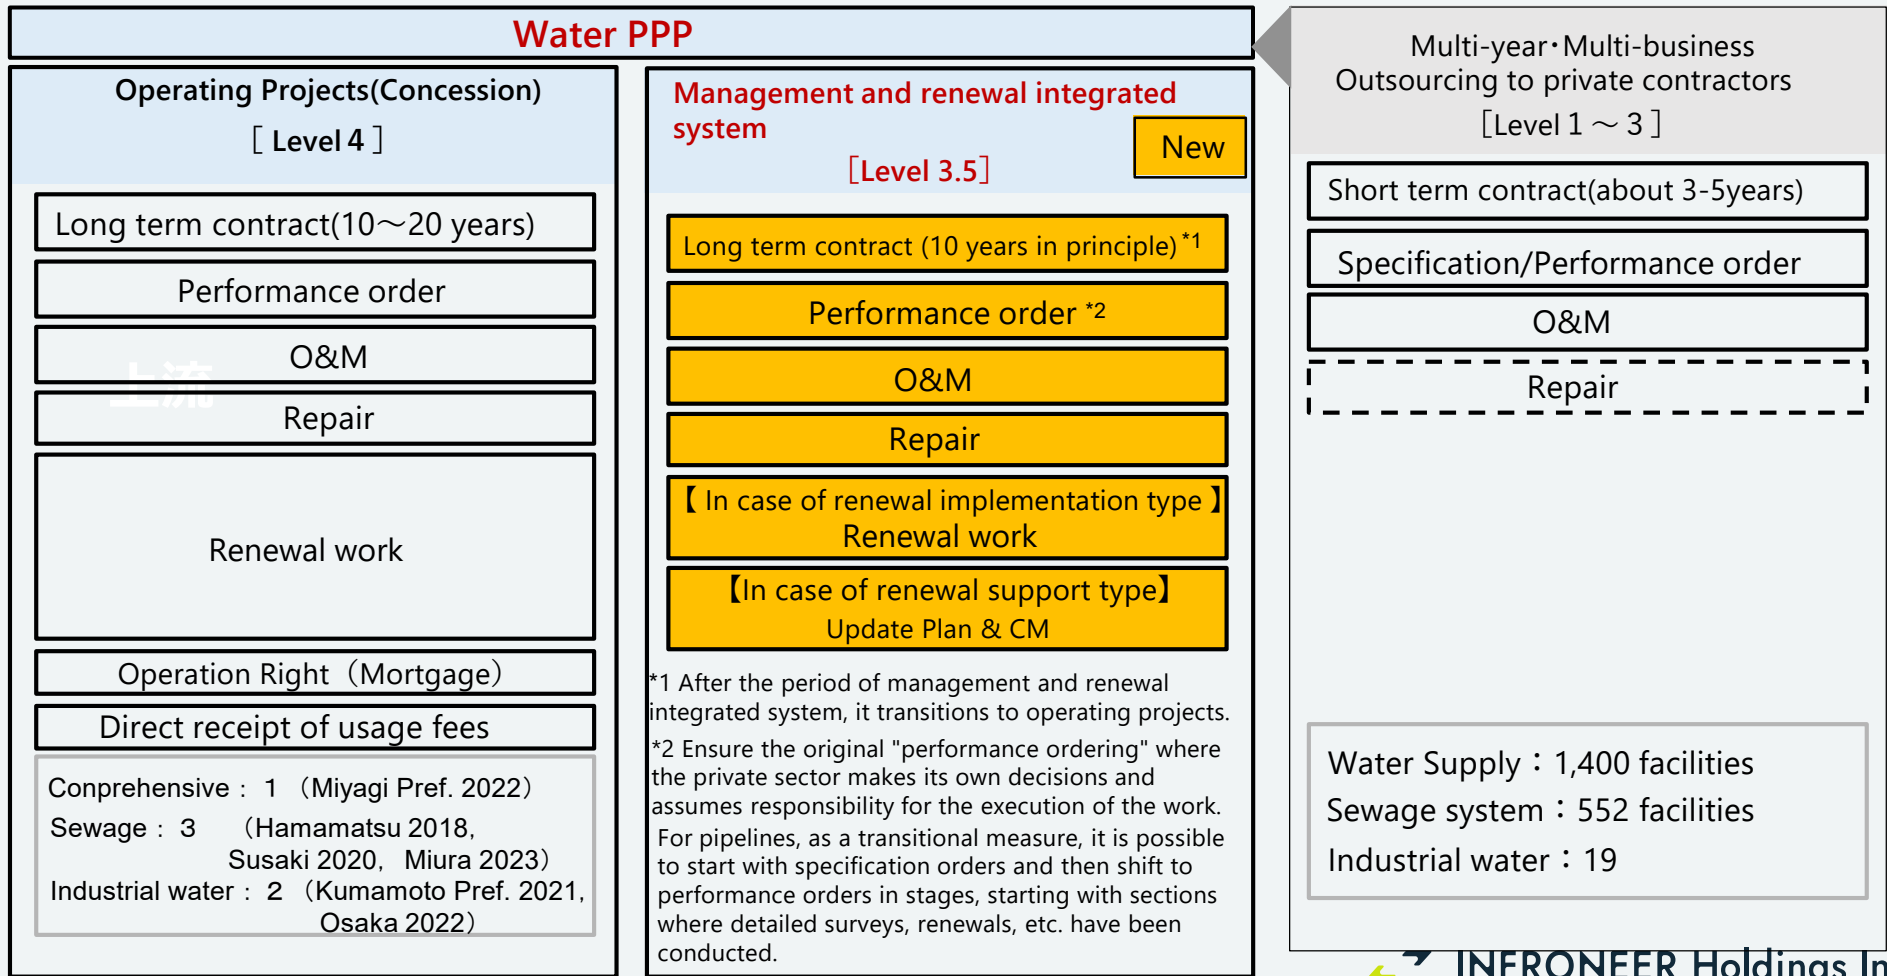 Water PPP
Operating Projects(Concession)
［ Level 4 ］
Long term contract(10～20 years)
Performance order
O&M
上流
Repair
Renewal work
Operation Right（Mortgage）
Direct receipt of usage fees
Conprehensive： 1 （Miyagi Pref. 2022）
Sewage： 3 （Hamamatsu 2018,
Susaki 2020, Miura 2023）
Industrial water： 2 （Kumamoto Pref. 2021,
Osaka 2022）
Management and renewal integrated
system
［Level 3.5］
New
Long term contract (10 years in principle) *1
Performance order *2
O&M
Repair
【 In case of renewal implementation type 】
Renewal work
【In case of renewal support type】
Update Plan & CM
*1 After the period of management and renewal
integrated system, it transitions to operating projects.
*2 Ensure the original "performance ordering" where
the private sector makes its own decisions and
assumes responsibility for the execution of the work.
For pipelines, as a transitional measure, it is possible
to start with specification orders and then shift to
performance orders in stages, starting with sections
where detailed surveys, renewals, etc. have been
conducted.
Multi-year・Multi-business
Outsourcing to private contractors
［Level 1 ～ 3 ］
Short term contract(about 3-5years)
Specification/Performance order
O&M
Repair
Water Supply：1,400 facilities
Sewage system：552 facilities
Industrial water：19
INFRONEER Holdings In